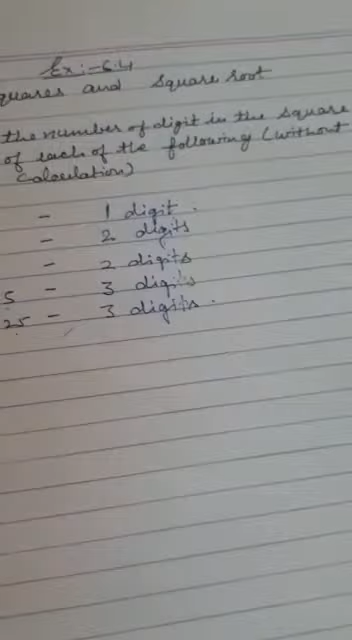 Ex:-6.4
quares and square root
the number of digit in the square
of each of the following (without
calculation)
- 1 digit.
- 2 digits
- 2 digits
5 - 3 digits
25 - 3 digits.